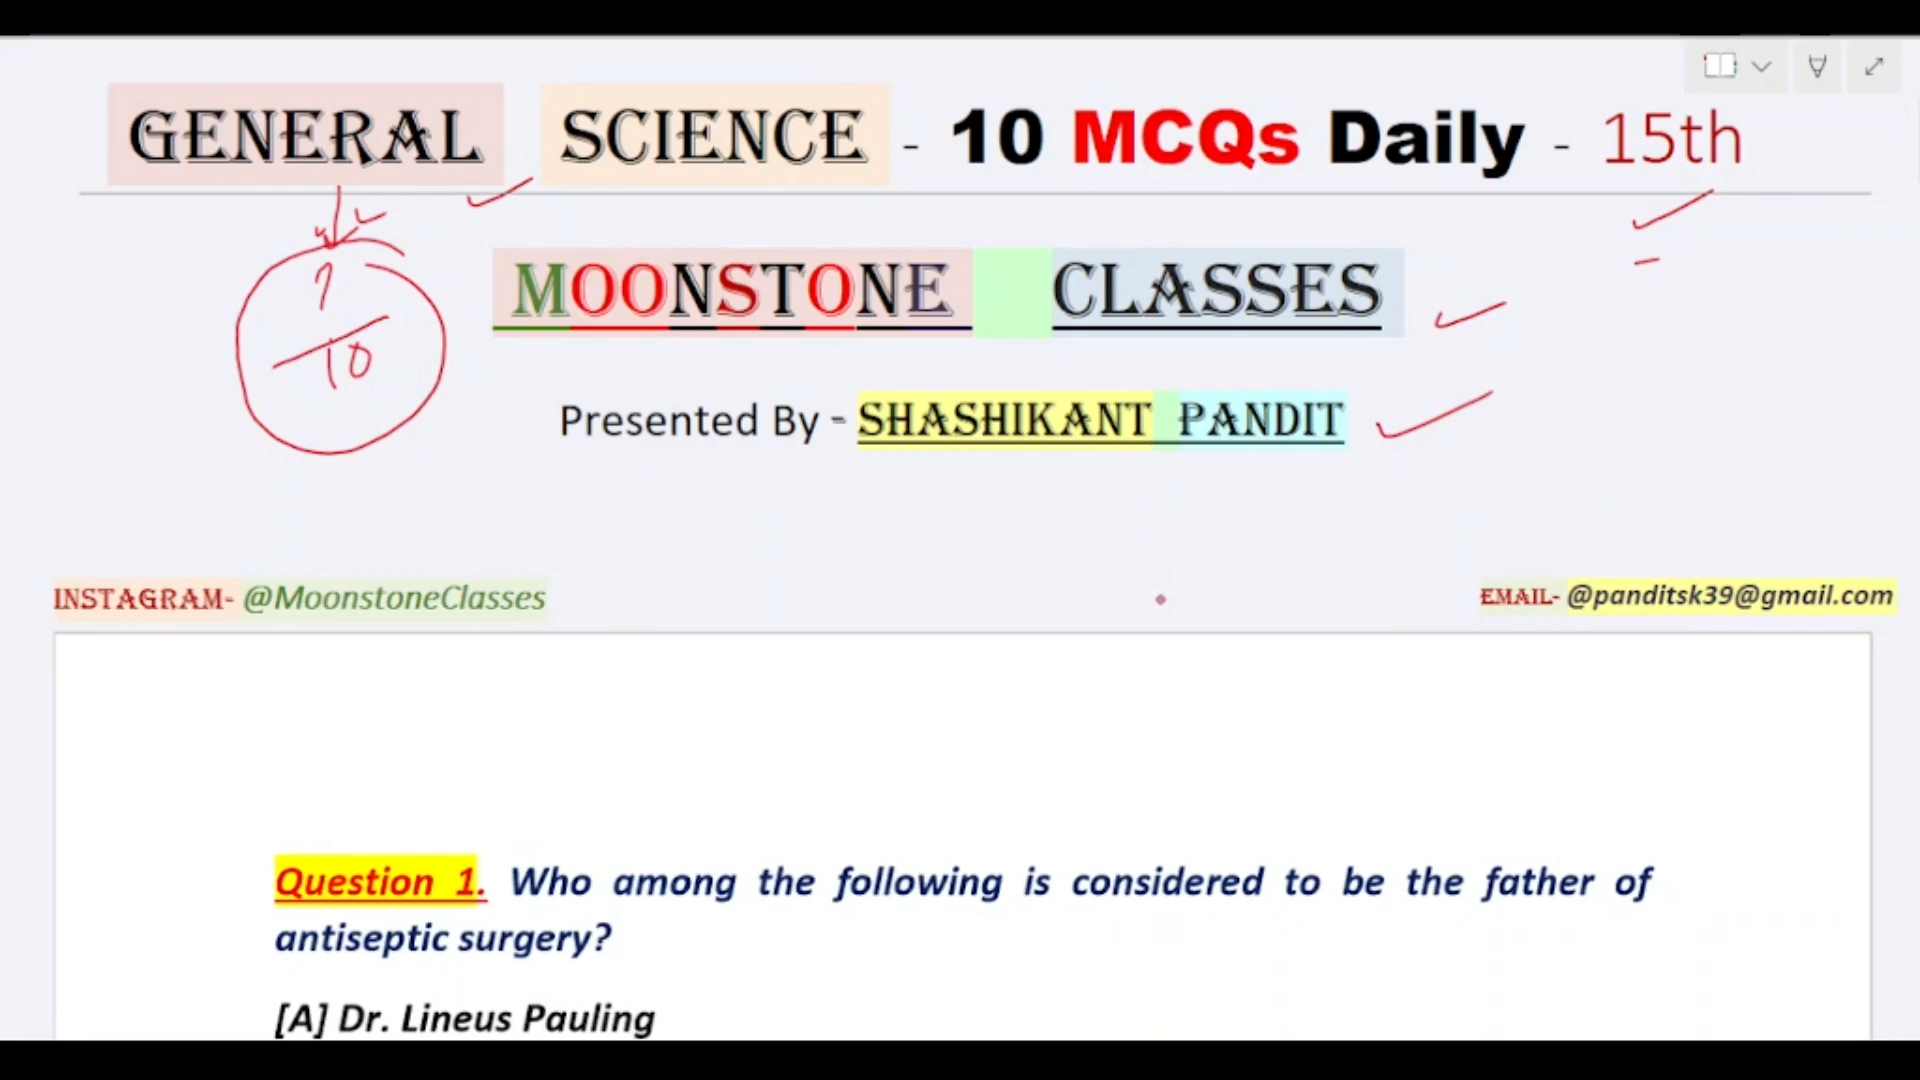 GENERAL SCIENCE - 10 MCQs Daily - 15th
?
10
MOONSTONE CLASSES
Presented By - SHASHIKANT PANDIT
INSTAGRAM- @MoonstoneClasses
EMAIL- @panditsk39@gmail.com
Question 1. Who among the following is considered to be the father of
antiseptic surgery?
[A] Dr. Lineus Pauling